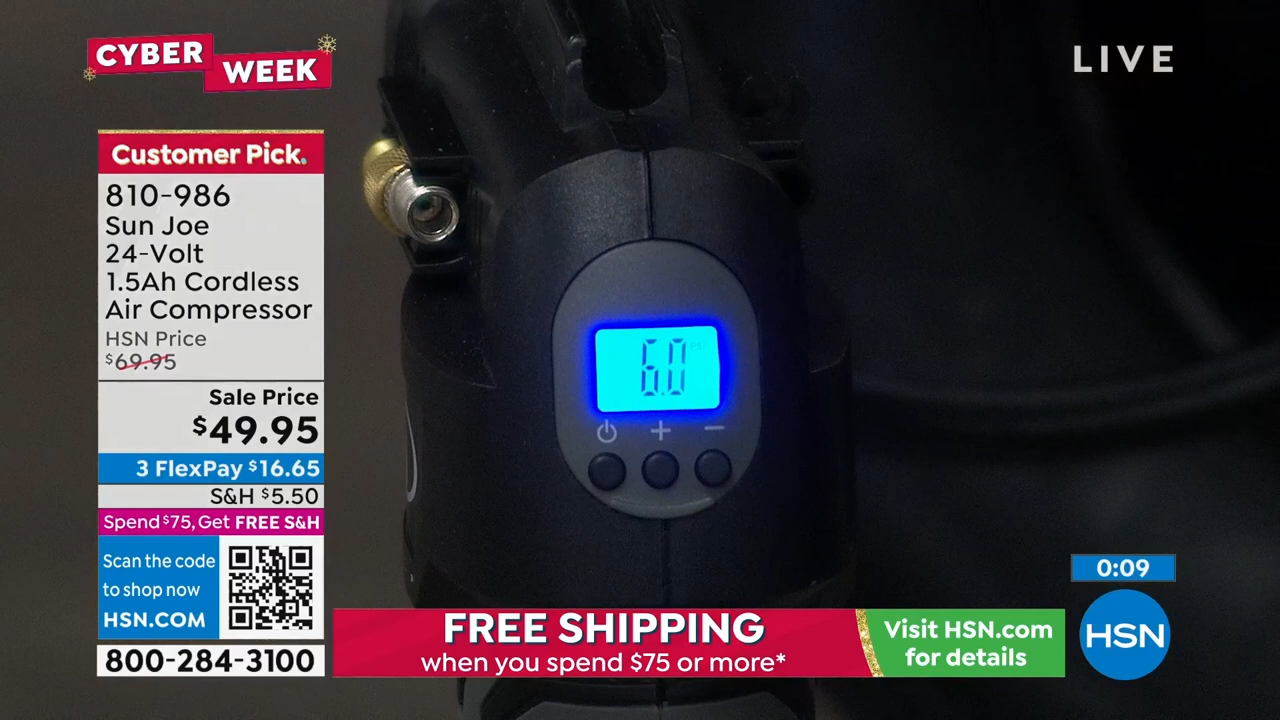 CYBER
WEEK
LIVE
Customer Pick.
810-986
Sun Joe
24-Volt
1.5Ah Cordless
Air Compressor
HSN Price
$69.95
Sale Price
$49.95
3 FlexPay $16.65
S&H $5.50
Spend $75, Get FREE S&H
Scan the code
to shop now
HSN.COM
800-284-3100
6.0 PSI
FREE SHIPPING
when you spend $75 or more*
Visit HSN.com
for details
0:09
HSN